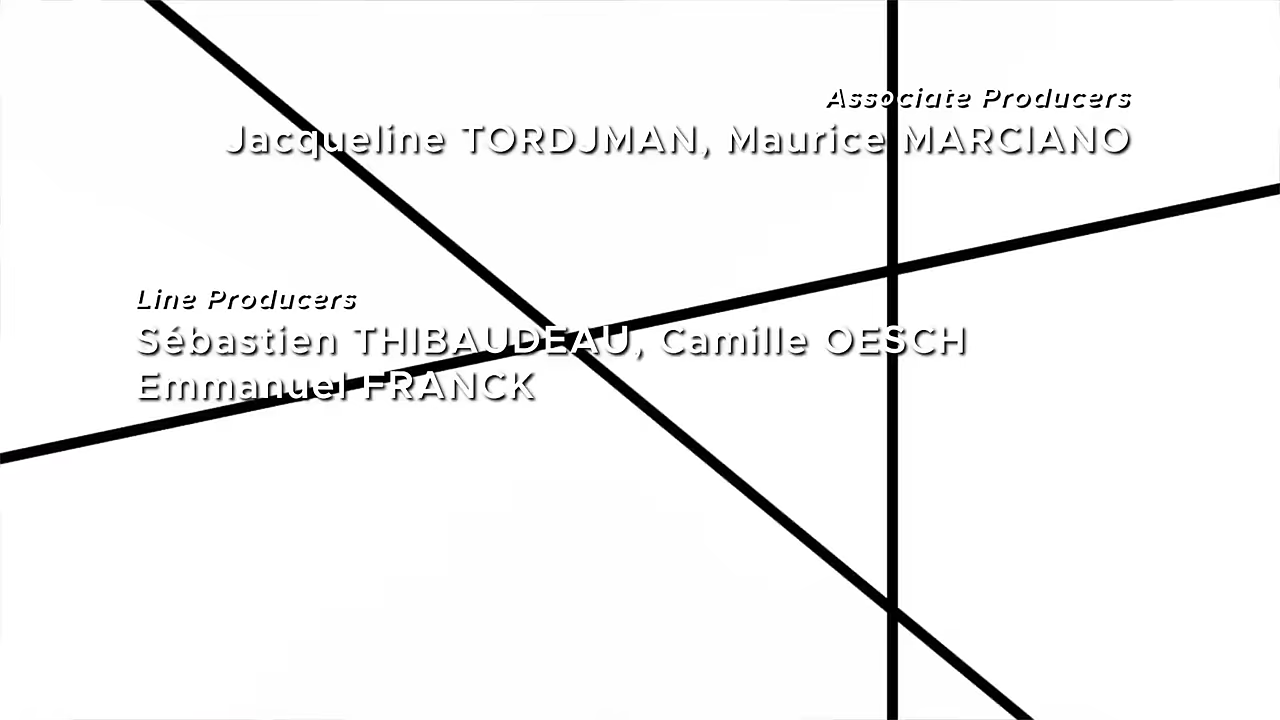 Associate Producers
Jacqueline TORDJMAN, Maurice MARCIANO
Line Producers
Sébastien THIBAUDEAU, Camille OESCH
Emmanuel FRANCK